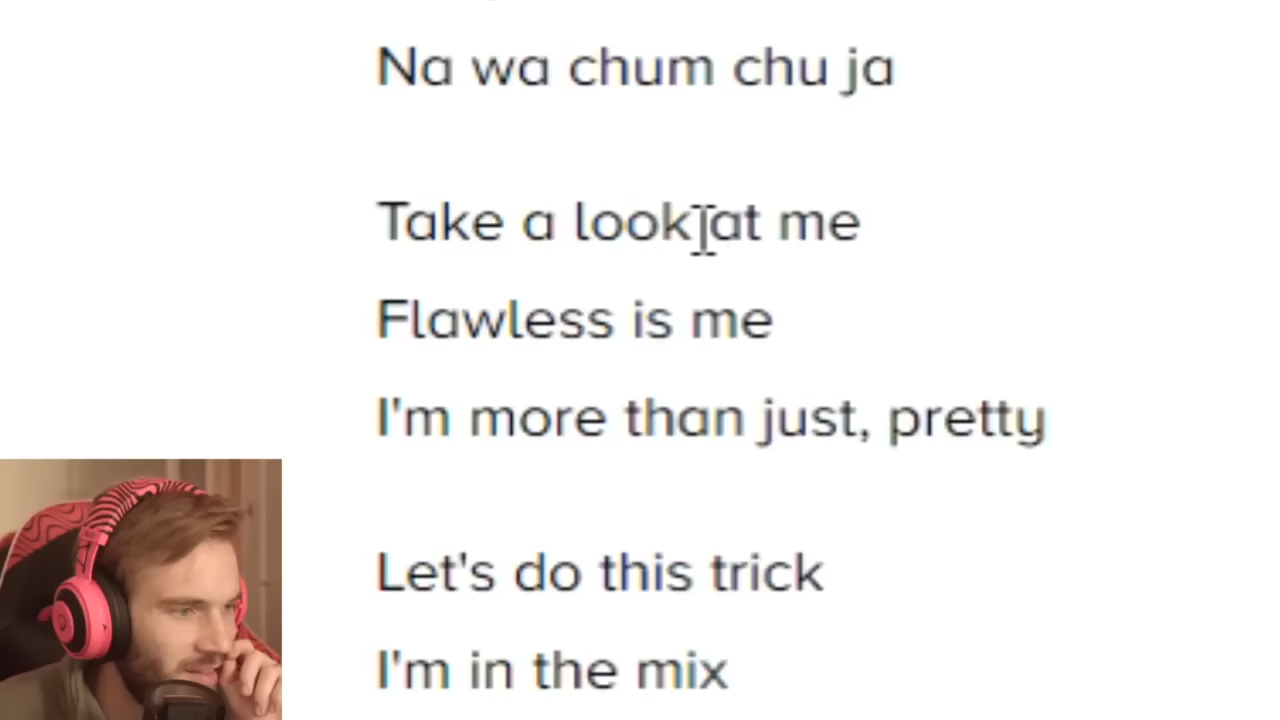 Na wa chum chu ja
Take a look at me
Flawless is me
I'm more than just, pretty
Let's do this trick
I'm in the mix